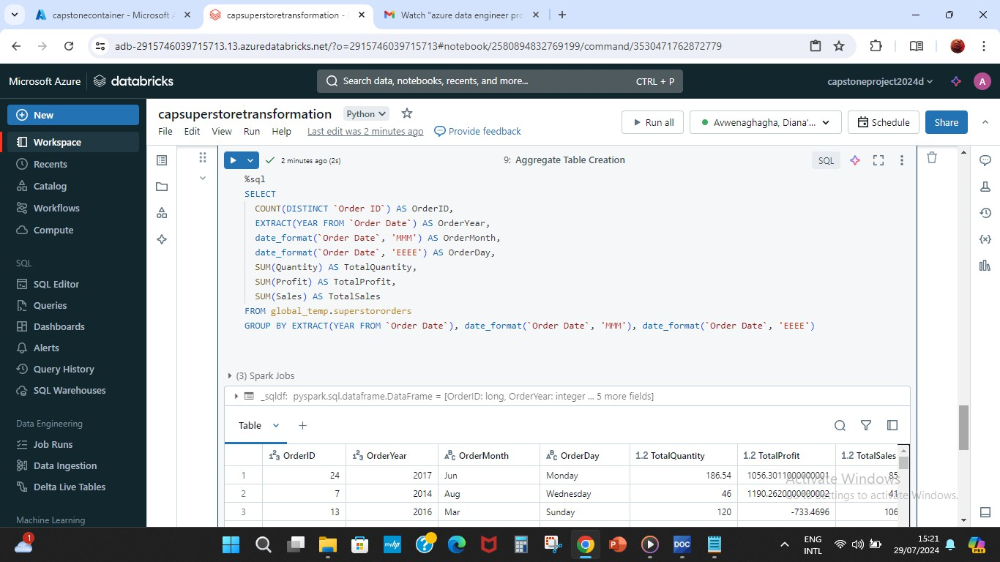 capstonecontainer - Microsoft A
capsuperstoretransformation -
Watch "azure data engineer pro
adb-2915746039715713.13.azuredatabricks.net/?o=2915746039715713#notebook/2580894832769199/command/3530471762872779
Microsoft Azure
databricks
Search data, notebooks, recents, and more...
CTRL + P
capstoneproject2024d
A
New
Workspace
Recents
Catalog
Workflows
Compute
SQL
SQL Editor
Queries
Dashboards
Alerts
Query History
SQL Warehouses
Data Engineering
Job Runs
Data Ingestion
Delta Live Tables
Machine Learning
capsuperstoretransformation
Python
File Edit View Run Help Last edit was 2 minutes ago Provide feedback
Run all
Avwenaghagha, Diana'...
Schedule
Share
2 minutes ago (2s)
9: Aggregate Table Creation
SQL
%sql
SELECT
COUNT(DISTINCT `Order ID`) AS OrderID,
EXTRACT(YEAR FROM `Order Date`) AS OrderYear,
date_format(`Order Date`, 'MMM') AS OrderMonth,
date_format(`Order Date`, 'EEEE') AS OrderDay,
SUM(Quantity) AS TotalQuantity,
SUM(Profit) AS TotalProfit,
SUM(Sales) AS TotalSales
FROM global_temp.superstororders
GROUP BY EXTRACT(YEAR FROM `Order Date`), date_format(`Order Date`, 'MMM'), date_format(`Order Date`, 'EEEE')
(3) Spark Jobs
_sqldf: pyspark.sql.dataframe.DataFrame = [OrderID: long, OrderYear: integer ... 5 more fields]
Table
OrderID OrderYear OrderMonth OrderDay 1.2 TotalQuantity 1.2 TotalProfit 1.2 TotalSales
1 24 2017 Jun Monday 186.54 1056.3011000000001 85
2 7 2014 Aug Wednesday 46 1190.2620000000002 41
3 13 2016 Mar Sunday 120 -733.4696 106
Activate Windows
Go to Settings to activate Windows.
1
ENG
INTL
15:21
29/07/2024